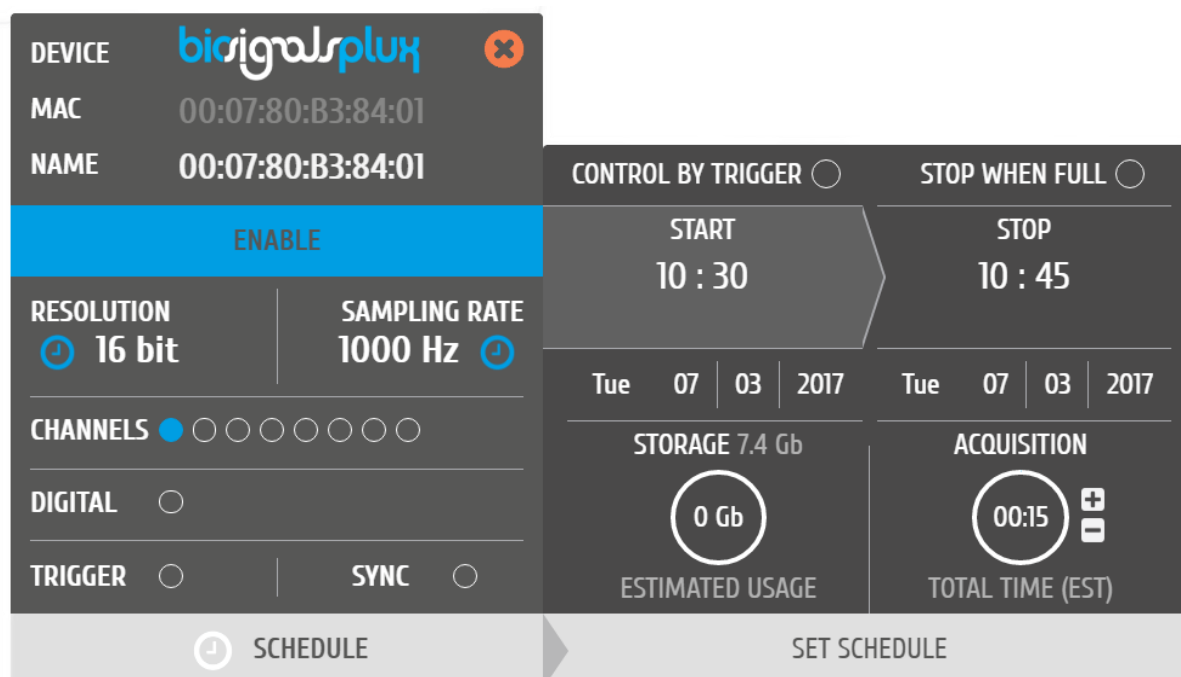 DEVICE biosignalsplux
MAC 00:07:80:B3:84:01
NAME 00:07:80:B3:84:01
ENABLE
RESOLUTION SAMPLING RATE
16 bit 1000 Hz
CHANNELS
DIGITAL
TRIGGER SYNC
SCHEDULE
CONTROL BY TRIGGER STOP WHEN FULL
START STOP
10 : 30 10 : 45
Tue 07 03 2017 Tue 07 03 2017
STORAGE 7.4 Gb ACQUISITION
0 Gb 00:15
ESTIMATED USAGE TOTAL TIME (EST)
SET SCHEDULE